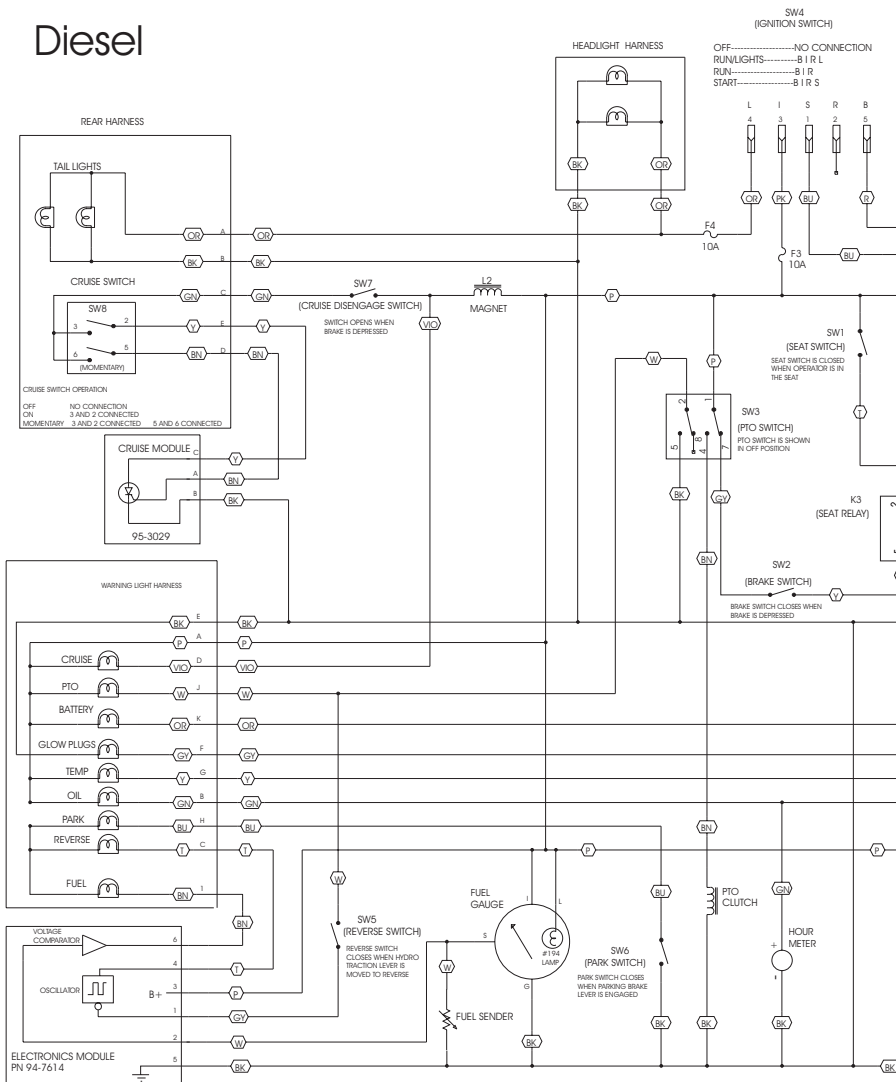 Diesel
SW4
(IGNITION SWITCH)
OFF--------------------NO CONNECTION
RUN/LIGHTS----------B I R L
RUN--------------------B I R
START------------------B I R S
L I S R B
4 3 1 2 5
OR PK BU R
HEADLIGHT HARNESS
BK OR
BK OR
F4
10A
F3
10A
BU
REAR HARNESS
TAIL LIGHTS
OR A OR
BK B BK
CRUISE SWITCH
GN C GN
SW7
(CRUISE DISENGAGE SWITCH)
SWITCH OPENS WHEN
BRAKE IS DEPRESSED
VIO
L2
MAGNET
P
SW8
3 2
6 5
(MOMENTARY)
Y E Y
BN D BN
CRUISE SWITCH OPERATION
OFF NO CONNECTION
ON 3 AND 2 CONNECTED
MOMENTARY 3 AND 2 CONNECTED 5 AND 6 CONNECTED
W
P
SW1
(SEAT SWITCH)
SEAT SWITCH IS CLOSED
WHEN OPERATOR IS IN
THE SEAT
T
2 1
5 8 4 7
SW3
(PTO SWITCH)
PTO SWITCH IS SHOWN
IN OFF POSITION
CRUISE MODULE
C Y
A BN
B BK
95-3029
BK GY
BN
K3
(SEAT RELAY)
2
SW2
(BRAKE SWITCH)
BRAKE SWITCH CLOSES WHEN
BRAKE IS DEPRESSED
Y
WARNING LIGHT HARNESS
BK E BK
P A P
CRUISE VIO D VIO
PTO W J W
BATTERY OR K OR
GLOW PLUGS GY F GY
TEMP Y G Y
OIL GN B GN
PARK BU H BU
REVERSE T C T
FUEL BN 1
BN
P P
BN
W
SW5
(REVERSE SWITCH)
REVERSE SWITCH
CLOSES WHEN HYDRO
TRACTION LEVER IS
MOVED TO REVERSE
FUEL
GAUGE
I L
S
#194
LAMP
G
W
FUEL SENDER
BK
BU
SW6
(PARK SWITCH)
PARK SWITCH CLOSES
WHEN PARKING BRAKE
LEVER IS ENGAGED
BK
PTO
CLUTCH
BK
GN
HOUR
METER
+
-
BK
VOLTAGE
COMPARATOR
6
4 T
OSCILLATOR
B+ 3 P
1 GY
2 W
5 BK
ELECTRONICS MODULE
PN 94-7614
BK